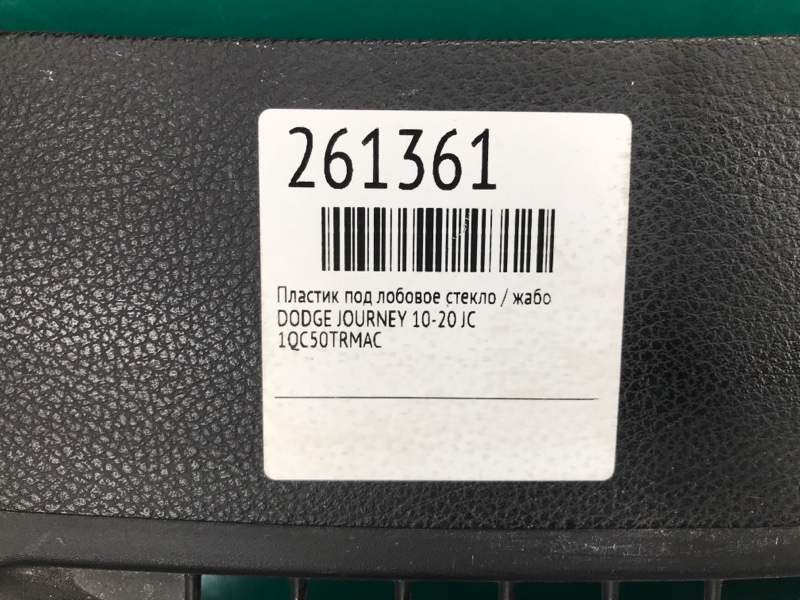 261361
Пластик под лобовое стекло / жабо
DODGE JOURNEY 10-20 JC
1QC50TRMAC